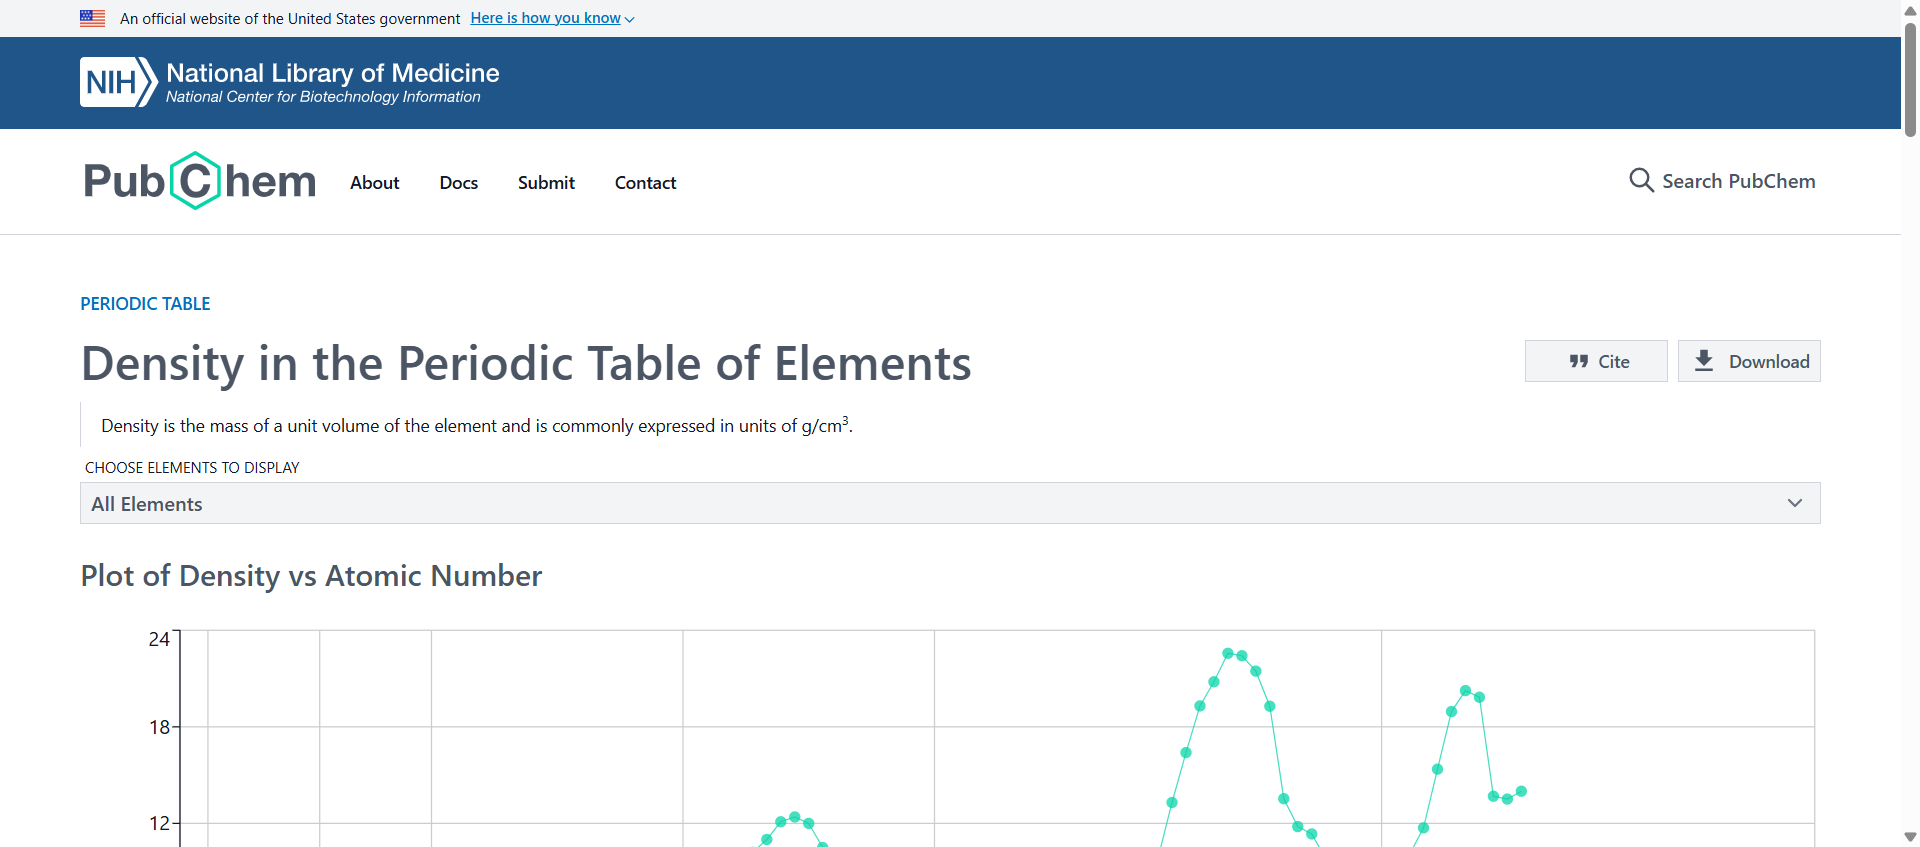 An official website of the United States government Here is how you know
NIH National Library of Medicine
National Center for Biotechnology Information
PubChem About Docs Submit Contact Search PubChem
PERIODIC TABLE
Density in the Periodic Table of Elements
Cite Download
Density is the mass of a unit volume of the element and is commonly expressed in units of g/cm³.
CHOOSE ELEMENTS TO DISPLAY
All Elements
Plot of Density vs Atomic Number
24
18
12